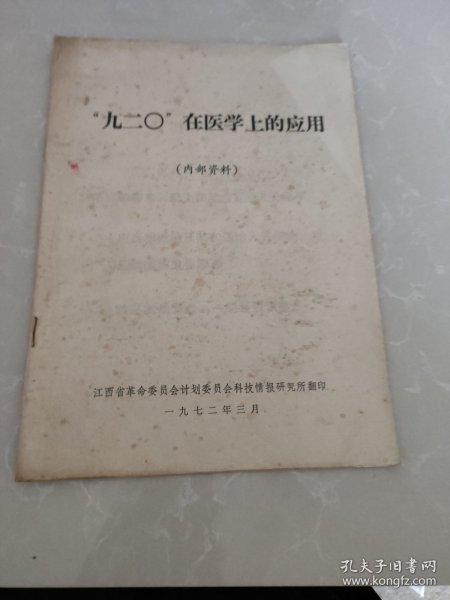 “九二〇”在医学上的应用
(内部资料)
江西省革命委员会计划委员会科技情报研究所翻印
一九七二年三月
孔夫子旧书网
www.kongfz.com